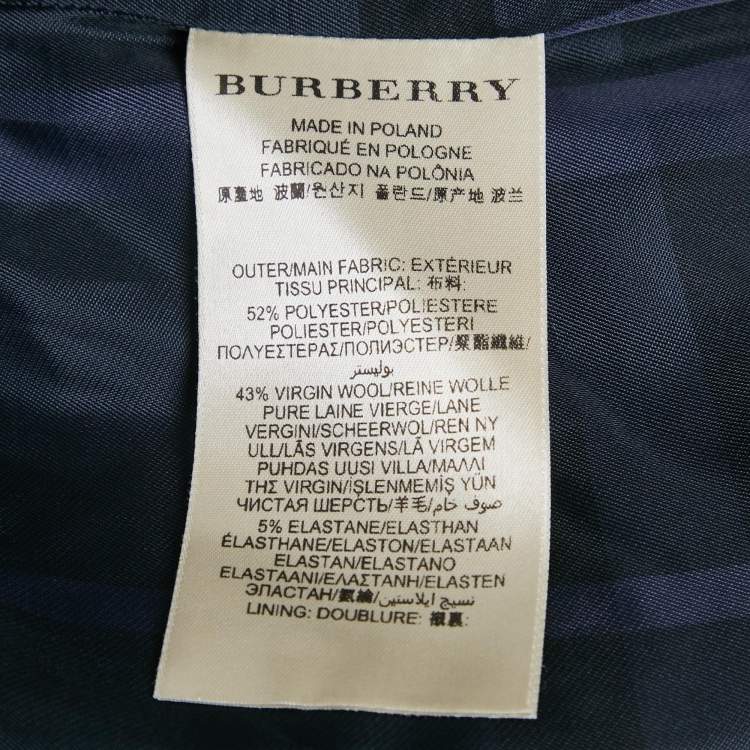 BURBERRY
MADE IN POLAND
FABRIQUÉ EN POLOGNE
FABRICADO NA POLÔNIA
原産地 波蘭/원산지 폴란드/原产地 波兰
OUTER/MAIN FABRIC: EXTÉRIEUR
TISSU PRINCIPAL: 布料:
52% POLYESTER/POLIESTERE
POLIESTER/POLYESTERI
ΠΟΛΥΕΣΤΕΡΑΣ/ПОЛИЭСТЕР/聚酯纖維/
بوليستر
43% VIRGIN WOOL/REINE WOLLE
PURE LAINE VIERGE/LANE
VERGINI/SCHEERWOL/REN NY
ULL/LÃS VIRGENS/LÃ VIRGEM
PUHDAS UUSI VILLA/ΜΑΛΛΙ
ΤΗΣ VIRGIN/İŞLENMEMİŞ YÜN
ЧИСТАЯ ШЕРСТЬ/羊毛/صوف خام/
5% ELASTANE/ELASTHAN
ÉLASTHANE/ELASTON/ELASTAAN
ELASTAN/ELASTANO
ELASTAANI/ΕΛΑΣΤΑΝΗ/ELASTEN
ЭЛАСТАН/氨綸/نسيج ايلاستين/
LINING: DOUBLURE: 襯裏: